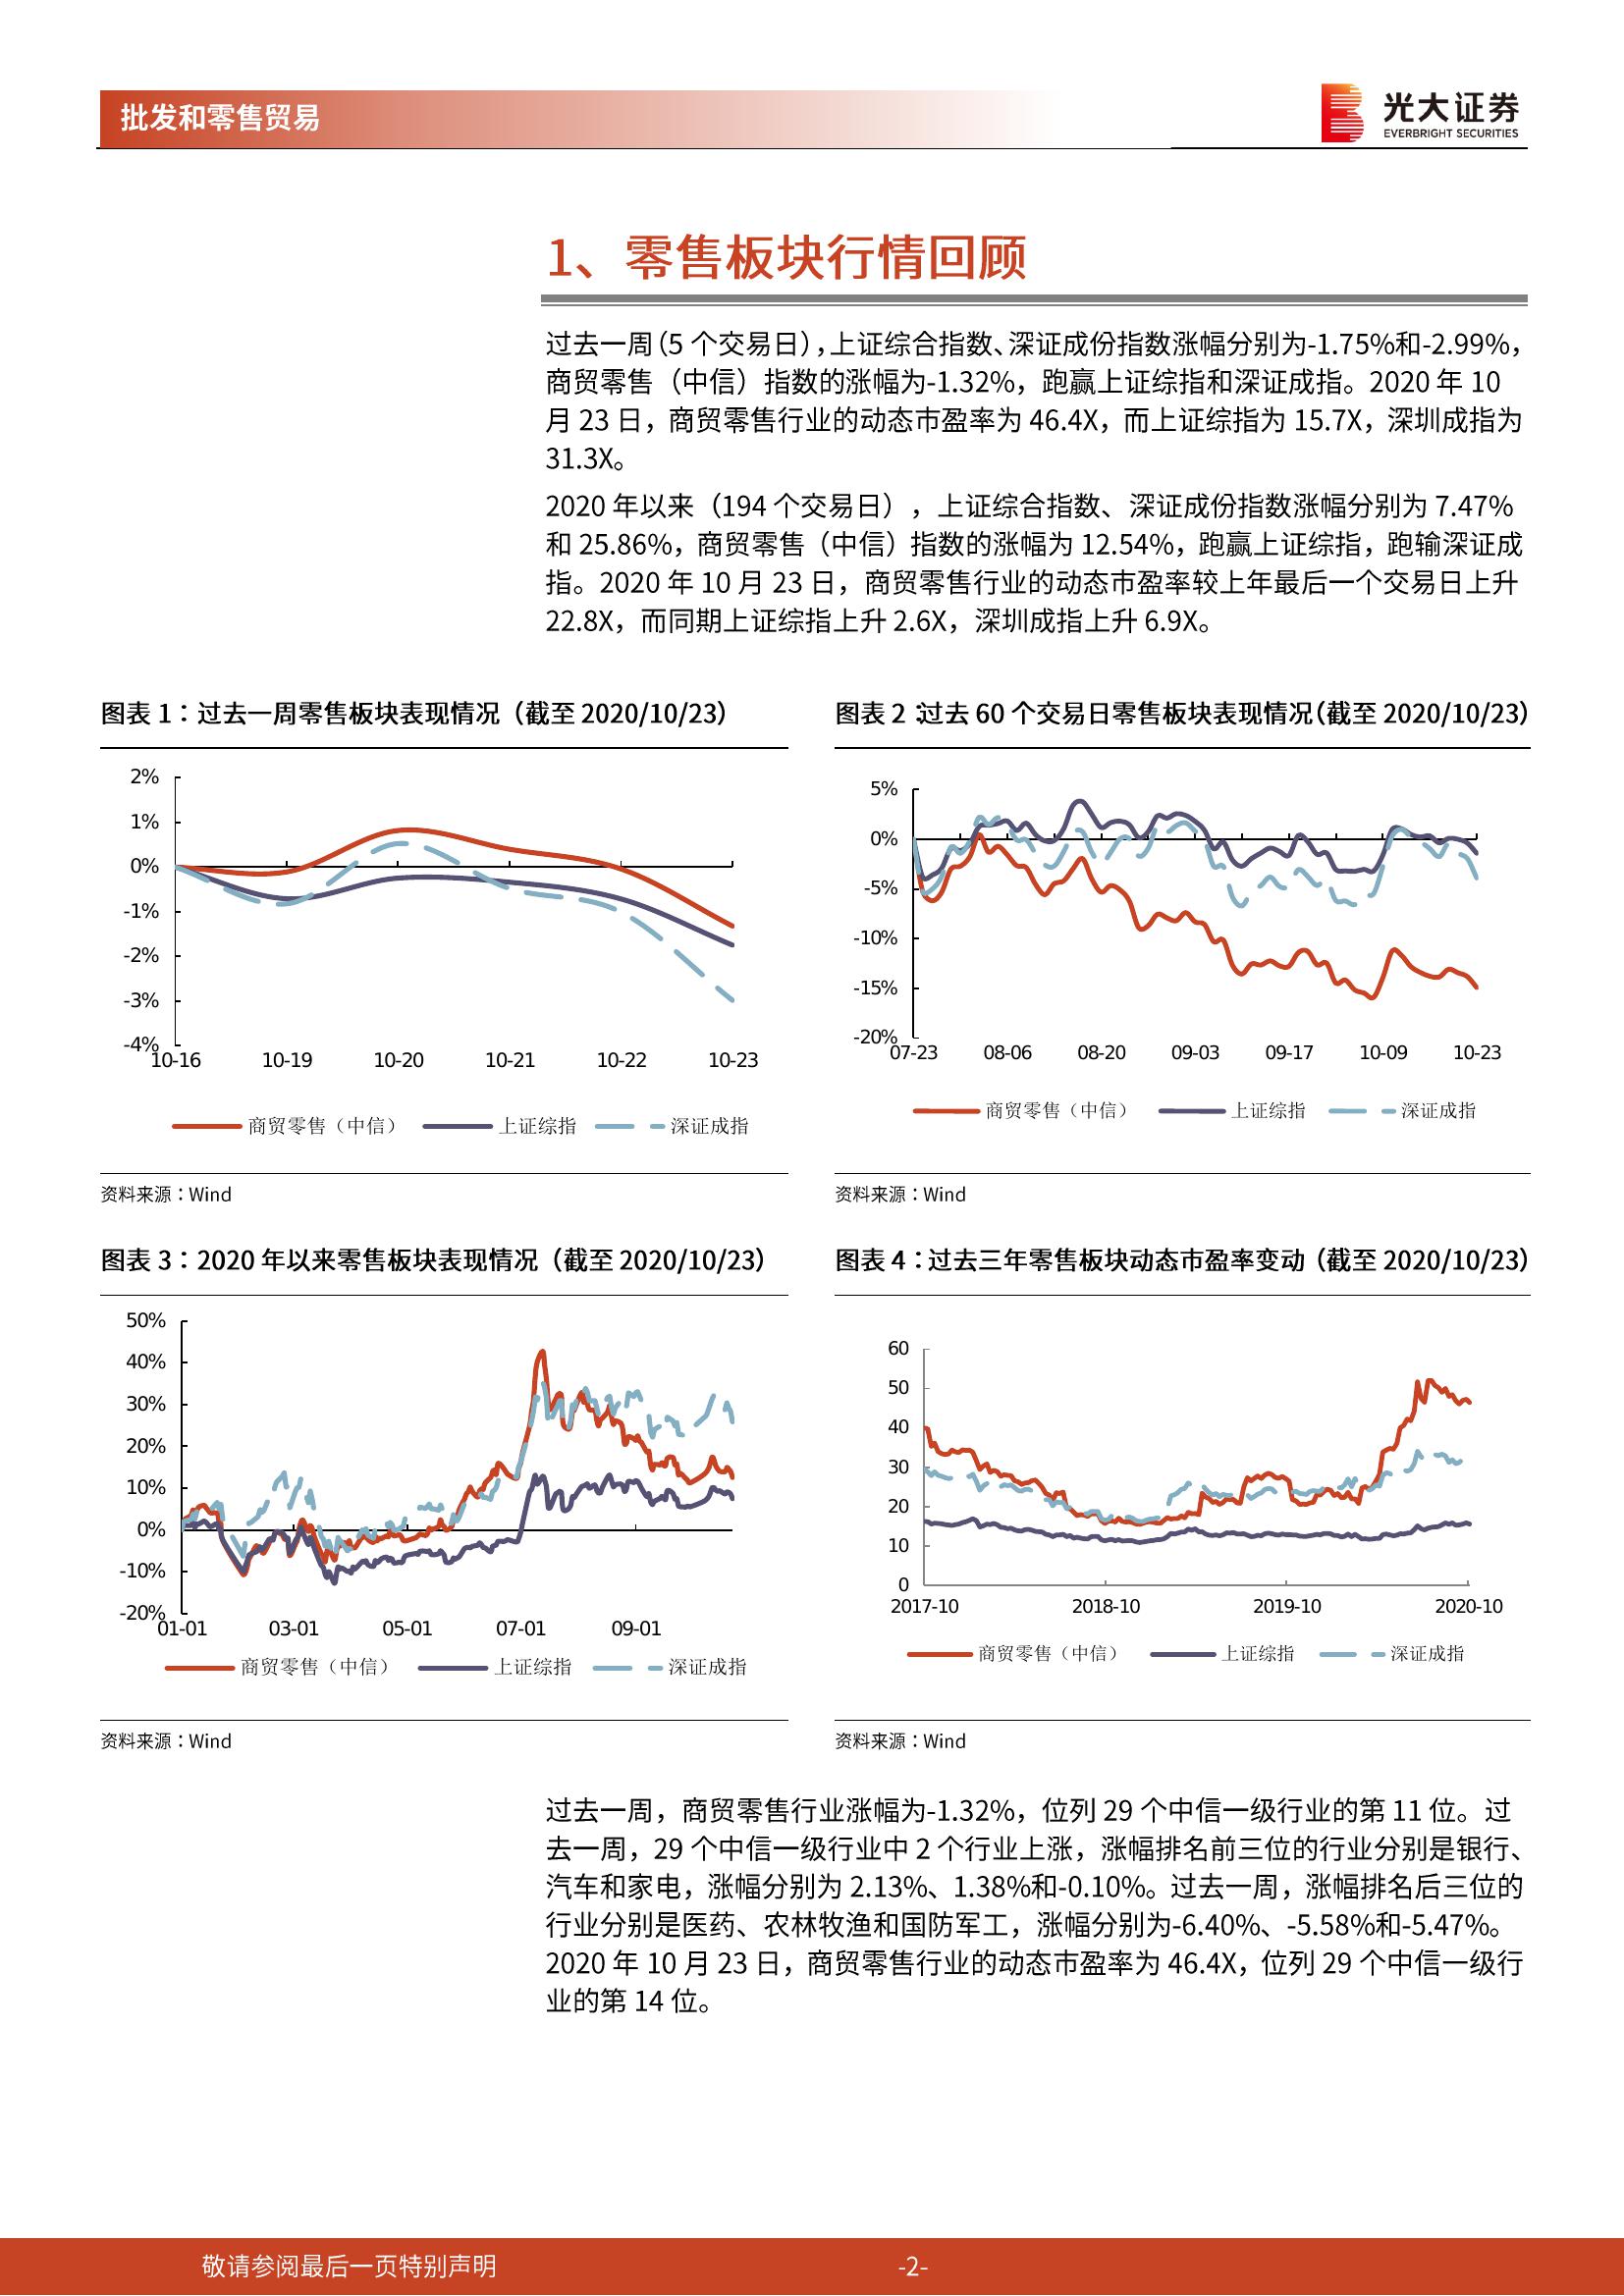 批发和零售贸易
光大证券
EVERBRIGHT SECURITIES
1、零售板块行情回顾
过去一周（5 个交易日），上证综合指数、深证成份指数涨幅分别为-1.75%和-2.99%，
商贸零售（中信）指数的涨幅为-1.32%，跑赢上证综指和深证成指。2020 年 10
月 23 日，商贸零售行业的动态市盈率为 46.4X，而上证综指为 15.7X，深圳成指为
31.3X。
2020 年以来（194 个交易日），上证综合指数、深证成份指数涨幅分别为 7.47%
和 25.86%，商贸零售（中信）指数的涨幅为 12.54%，跑赢上证综指，跑输深证成
指。2020 年 10 月 23 日，商贸零售行业的动态市盈率较上年最后一个交易日上升
22.8X，而同期上证综指上升 2.6X，深圳成指上升 6.9X。
图表 1：过去一周零售板块表现情况（截至 2020/10/23）
2%
1%
0%
-1%
-2%
-3%
-4%
10-16 10-19 10-20 10-21 10-22 10-23
商贸零售（中信） 上证综指 深证成指
资料来源：Wind
图表 2：过去 60 个交易日零售板块表现情况（截至 2020/10/23）
5%
0%
-5%
-10%
-15%
-20%
07-23 08-06 08-20 09-03 09-17 10-09 10-23
商贸零售（中信） 上证综指 深证成指
资料来源：Wind
图表 3：2020 年以来零售板块表现情况（截至 2020/10/23）
50%
40%
30%
20%
10%
0%
-10%
-20%
01-01 03-01 05-01 07-01 09-01
商贸零售（中信） 上证综指 深证成指
资料来源：Wind
图表 4：过去三年零售板块动态市盈率变动（截至 2020/10/23）
60
50
40
30
20
10
0
2017-10 2018-10 2019-10 2020-10
商贸零售（中信） 上证综指 深证成指
资料来源：Wind
过去一周，商贸零售行业涨幅为-1.32%，位列 29 个中信一级行业的第 11 位。过
去一周，29 个中信一级行业中 2 个行业上涨，涨幅排名前三位的行业分别是银行、
汽车和家电，涨幅分别为 2.13%、1.38%和-0.10%。过去一周，涨幅排名后三位的
行业分别是医药、农林牧渔和国防军工，涨幅分别为-6.40%、-5.58%和-5.47%。
2020 年 10 月 23 日，商贸零售行业的动态市盈率为 46.4X，位列 29 个中信一级行
业的第 14 位。
敬请参阅最后一页特别声明
-2-